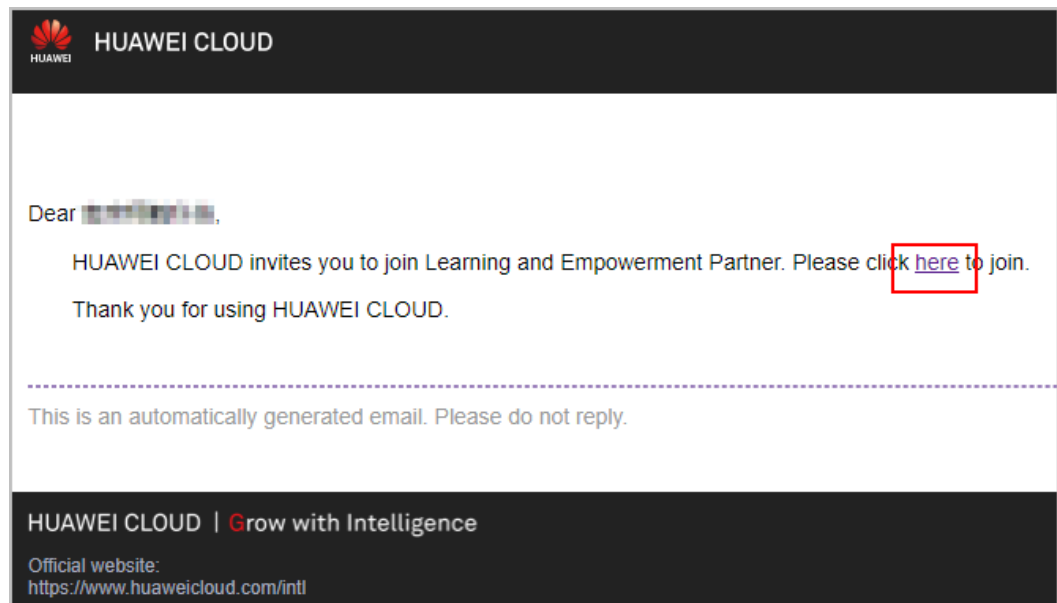 HUAWEI
HUAWEI CLOUD
Dear ,
HUAWEI CLOUD invites you to join Learning and Empowerment Partner. Please click here to join.
Thank you for using HUAWEI CLOUD.
This is an automatically generated email. Please do not reply.
HUAWEI CLOUD | Grow with Intelligence
Official website:
https://www.huaweicloud.com/intl